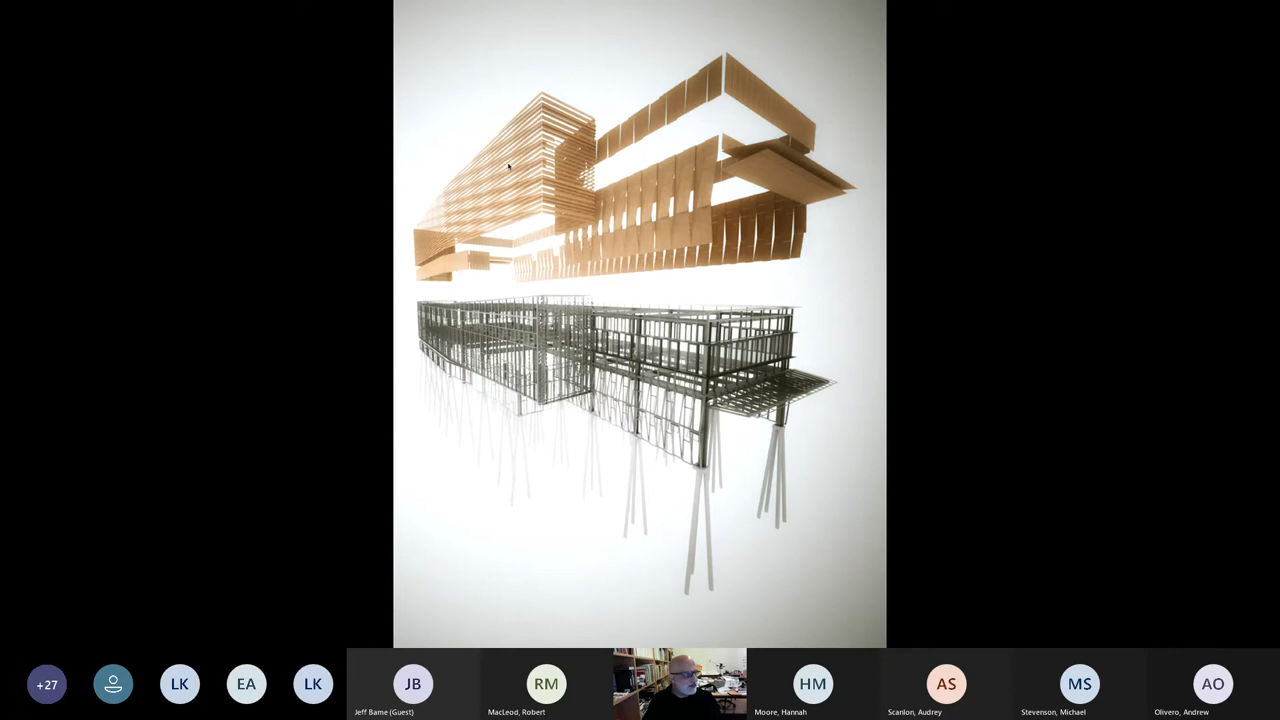 +27
LK
EA
LK
JB
Jeff Bame (Guest)
RM
MacLeod, Robert
HM
Moore, Hannah
AS
Scanlon, Audrey
MS
Stevenson, Michael
AO
Olivero, Andrew